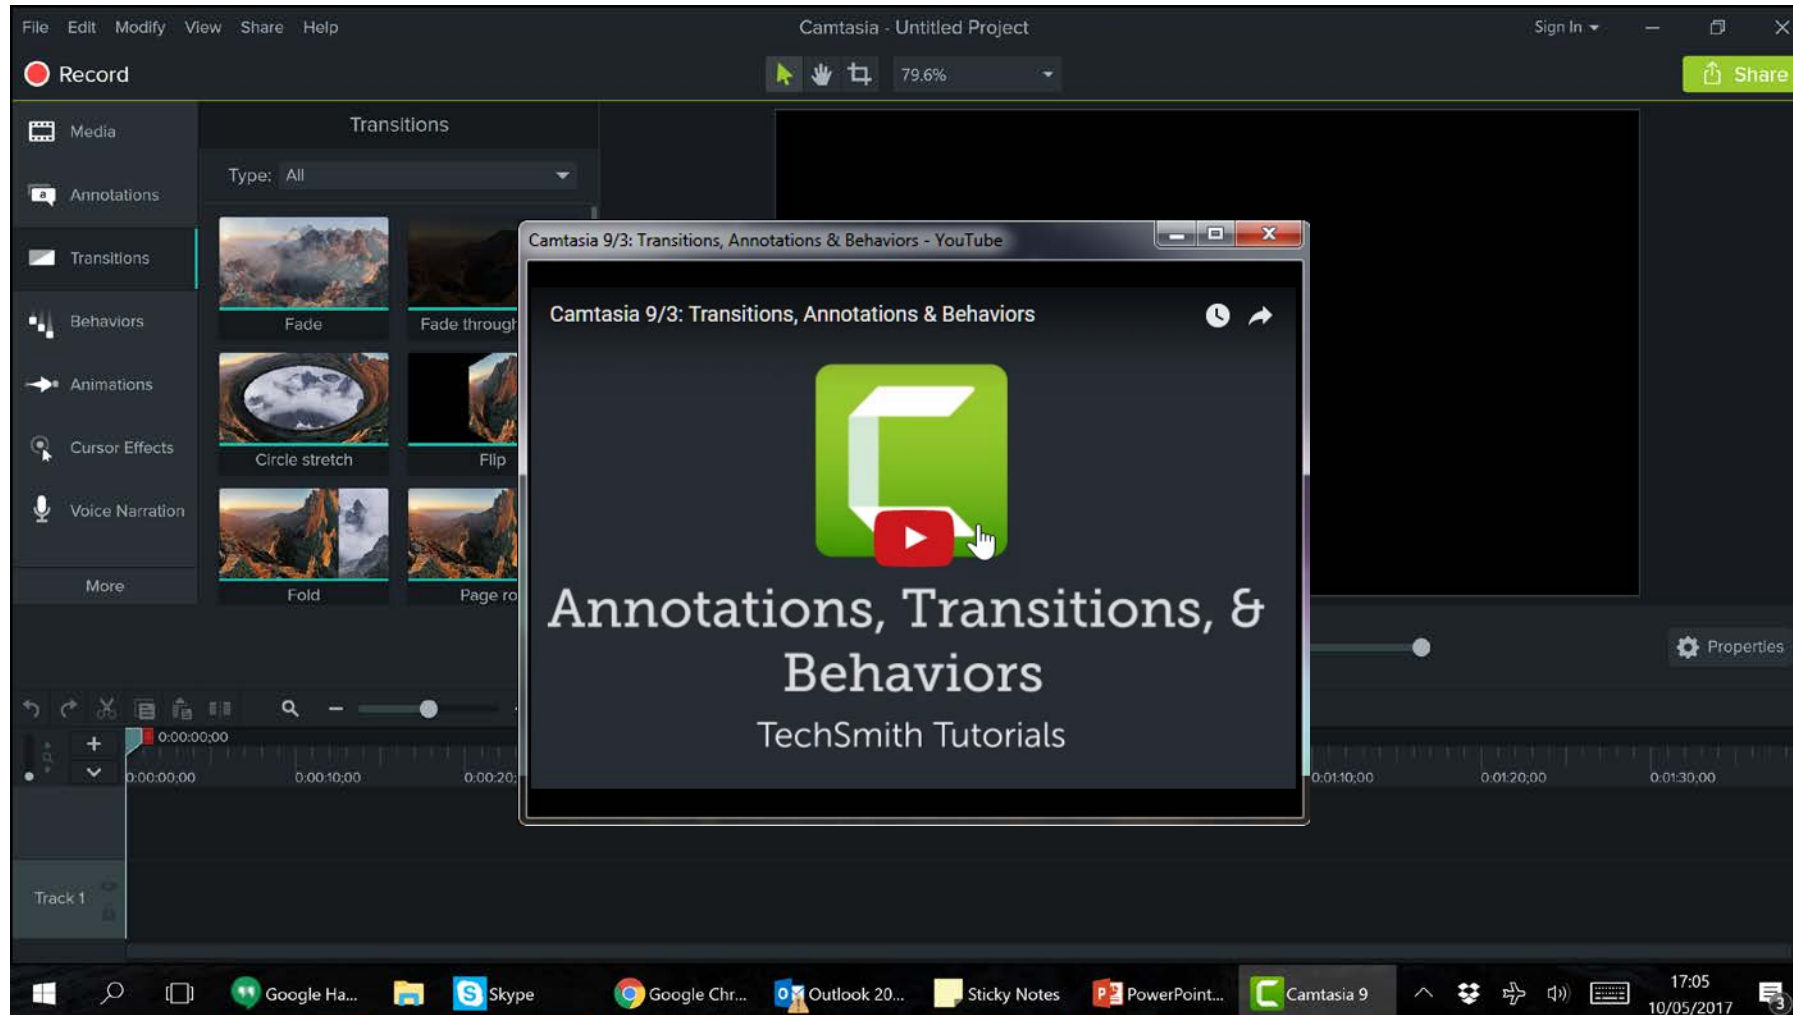 File Edit Modify View Share Help
Camtasia - Untitled Project
Sign In
Record
79.6%
Share
Media
Annotations
Transitions
Behaviors
Animations
Cursor Effects
Voice Narration
More
Transitions
Type: All
Fade
Fade through
Circle stretch
Flip
Fold
Page ro
Camtasia 9/3: Transitions, Annotations & Behaviors - YouTube
Camtasia 9/3: Transitions, Annotations & Behaviors
Annotations, Transitions, &
Behaviors
TechSmith Tutorials
Properties
0:00:00;00
0:00:00;00 0:00:10;00 0:00:20; 0:01:10;00 0:01:20;00 0:01:30;00
Track 1
Google Ha... Skype Google Chr... Outlook 20... Sticky Notes PowerPoint... Camtasia 9
17:05
10/05/2017
3